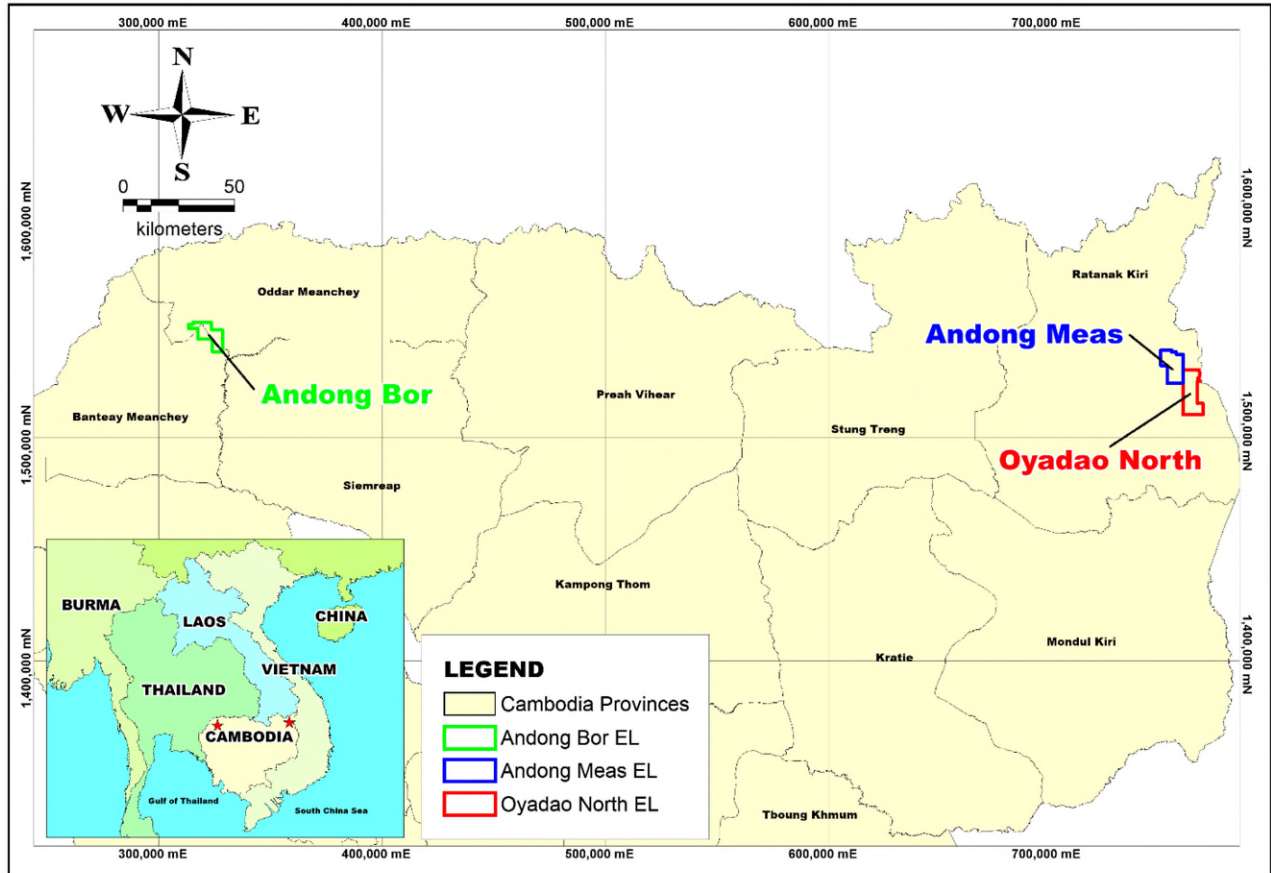 300,000 mE
400,000 mE
500,000 mE
600,000 mE
700,000 mE
N
W
E
S
0
50
kilometers
1,600,000 mN
1,600,000 mN
Oddar Meanchey
Ratanak Kiri
Andong Meas
Andong Bor
Preah Vihear
Banteay Meanchey
Stung Treng
1,500,000 mN
1,500,000 mN
Oyadao North
Siemreap
Kampong Thom
BURMA
LAOS
CHINA
VIETNAM
THAILAND
CAMBODIA
Gulf of Thailand
South China Sea
LEGEND
Cambodia Provinces
Andong Bor EL
Andong Meas EL
Oyadao North EL
Kratie
Mondul Kiri
1,400,000 mN
1,400,000 mN
Tboung Khmum
300,000 mE
400,000 mE
500,000 mE
600,000 mE
700,000 mE